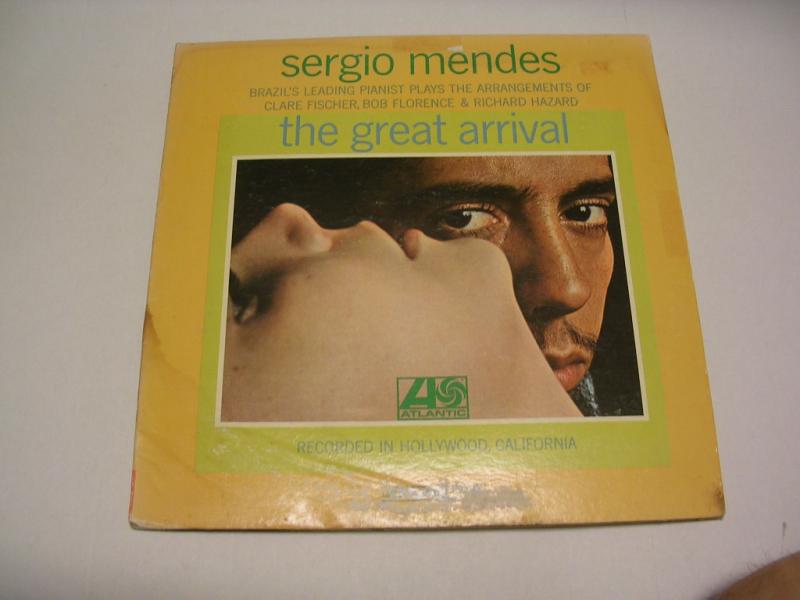 sergio mendes
BRAZIL'S LEADING PIANIST PLAYS THE ARRANGEMENTS OF
CLARE FISCHER, BOB FLORENCE & RICHARD HAZARD
the great arrival
ATLANTIC
RECORDED IN HOLLYWOOD, CALIFORNIA